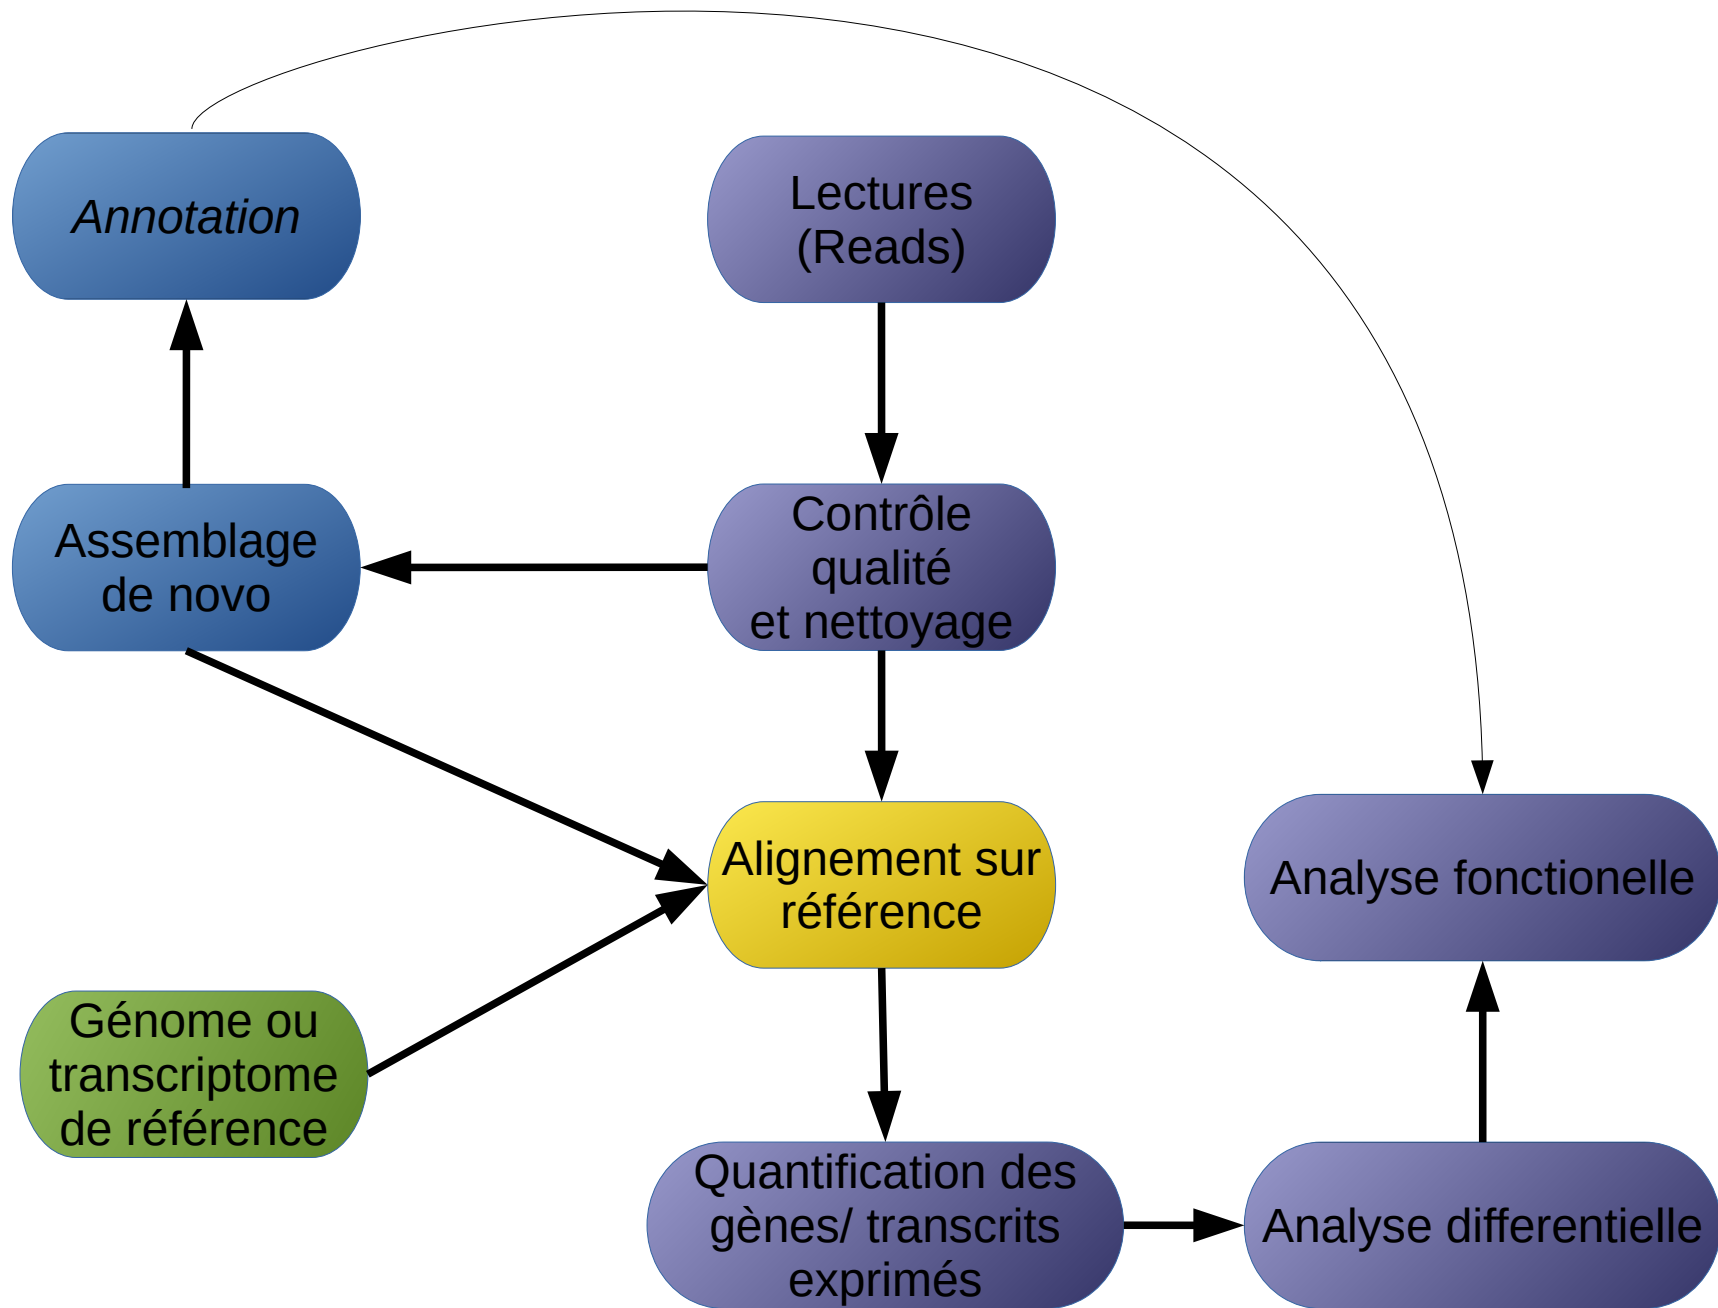 Annotation
Lectures
(Reads)
Assemblage
de novo
Contrôle
qualité
et nettoyage
Alignement sur
référence
Analyse fonctionelle
Génome ou
transcriptome
de référence
Quantification des
gènes/ transcrits
exprimés
Analyse differentielle